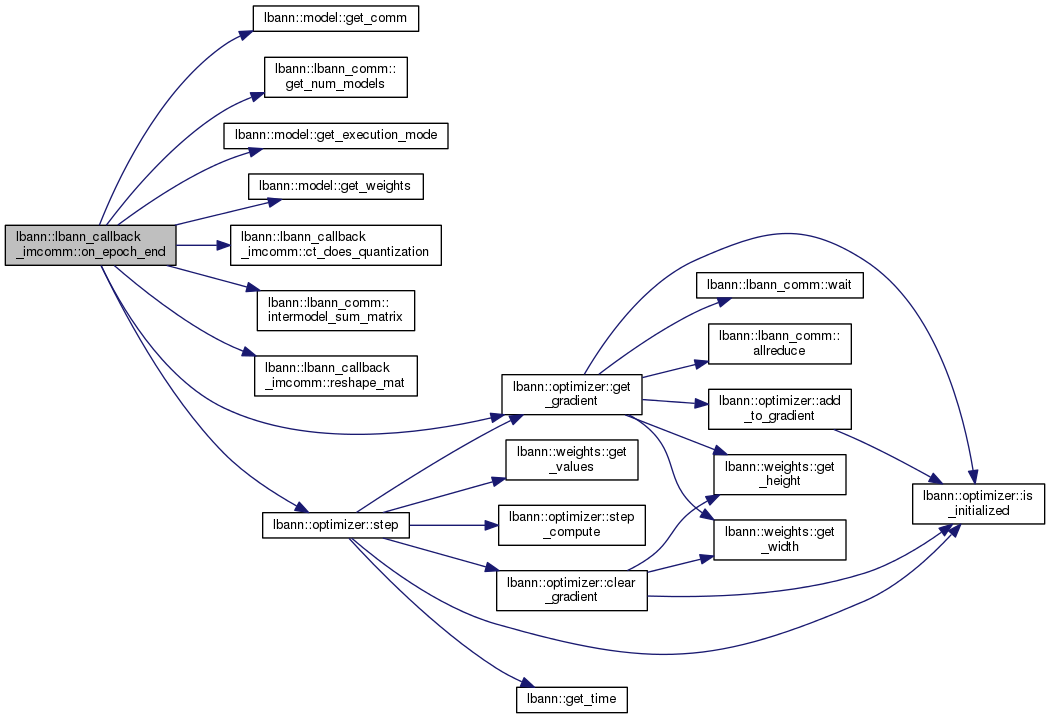 lbann::model::get_comm
lbann::lbann_comm::
get_num_models
lbann::model::get_execution_mode
lbann::model::get_weights
lbann::lbann_callback
_imcomm::on_epoch_end
lbann::lbann_callback
_imcomm::ct_does_quantization
lbann::lbann_comm::
intermodel_sum_matrix
lbann::lbann_callback
_imcomm::reshape_mat
lbann::optimizer::get
_gradient
lbann::weights::get
_values
lbann::optimizer::step
lbann::optimizer::step
_compute
lbann::optimizer::clear
_gradient
lbann::get_time
lbann::lbann_comm::wait
lbann::lbann_comm::
allreduce
lbann::optimizer::add
_to_gradient
lbann::weights::get
_height
lbann::weights::get
_width
lbann::optimizer::is
_initialized